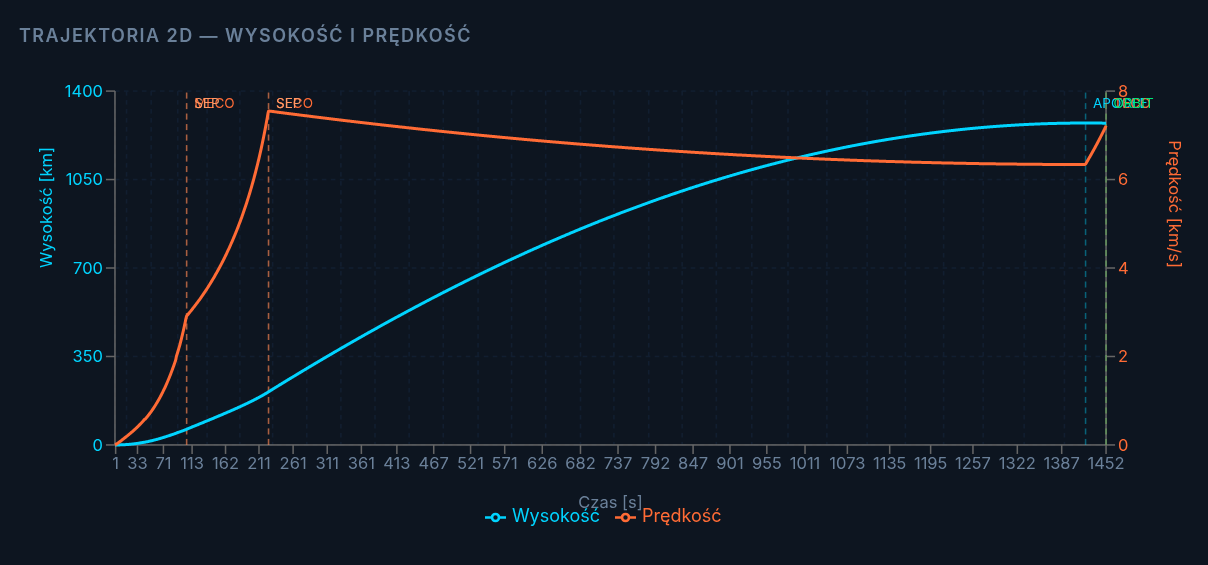 TRAJEKTORIA 2D — WYSOKOŚĆ I PRĘDKOŚĆ
1400
1050
700
350
0
Wysokość [km]
SEP
SEP
8
6
4
2
0
Prędkość [km/s]
1 33 71 113 162 211 261 311 361 413 467 521 571 626 682 737 792 847 901 955 1011 1073 1135 1195 1257 1322 1387 1452
Czas [s]
Wysokość Prędkość